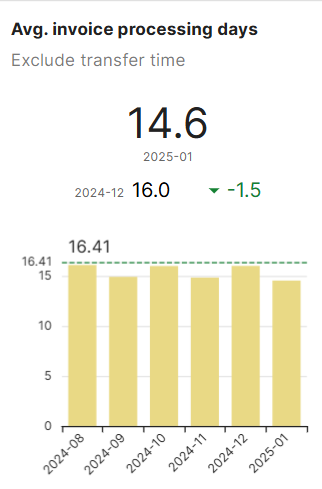 Avg. invoice processing days
Exclude transfer time
14.6
2025-01
2024-12 16.0 -1.5
16.41
16.41
15
10
5
0
2024-08 2024-09 2024-10 2024-11 2024-12 2025-01